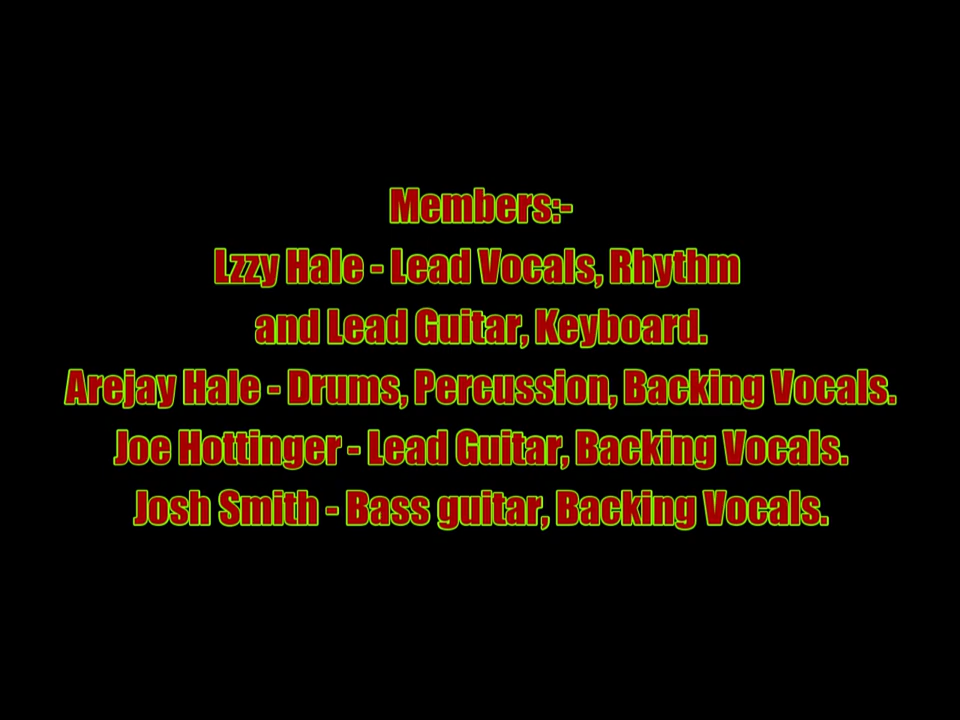 Members:-
Lzzy Hale - Lead Vocals, Rhythm
and Lead Guitar, Keyboard.
Arejay Hale - Drums, Percussion, Backing Vocals.
Joe Hottinger - Lead Guitar, Backing Vocals.
Josh Smith - Bass guitar, Backing Vocals.